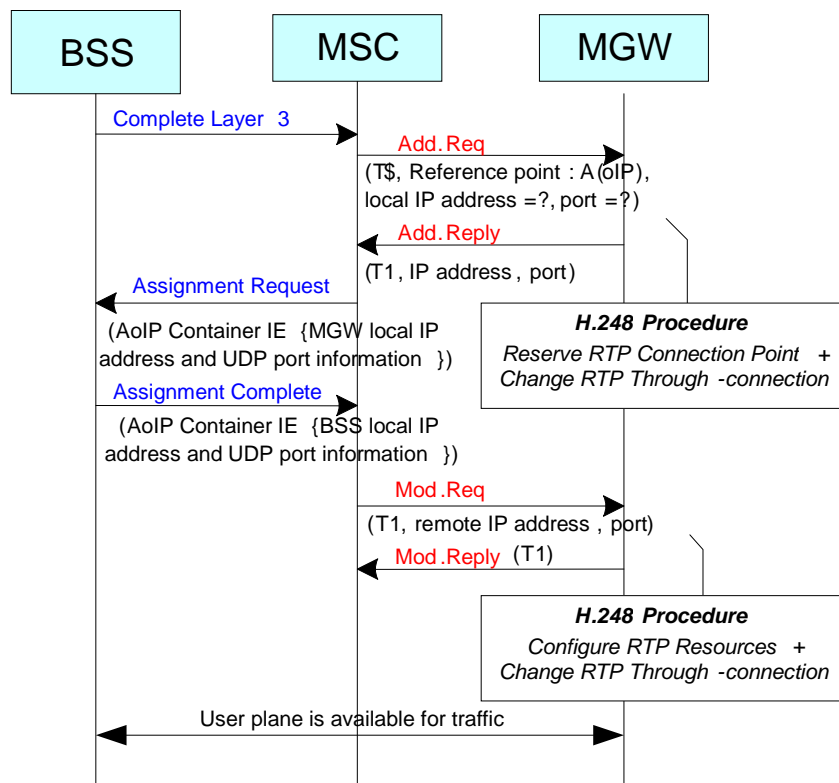 BSS
MSC
MGW
Complete Layer 3
Add.Req
(T$, Reference point : A(oIP),
local IP address =?, port =?)
Add.Reply
(T1, IP address , port)
Assignment Request
(AoIP Container IE {MGW local IP
address and UDP port information })
H.248 Procedure
Reserve RTP Connection Point +
Change RTP Through -connection
Assignment Complete
(AoIP Container IE {BSS local IP
address and UDP port information })
Mod.Req
(T1, remote IP address , port)
Mod.Reply (T1)
H.248 Procedure
Configure RTP Resources +
Change RTP Through -connection
User plane is available for traffic